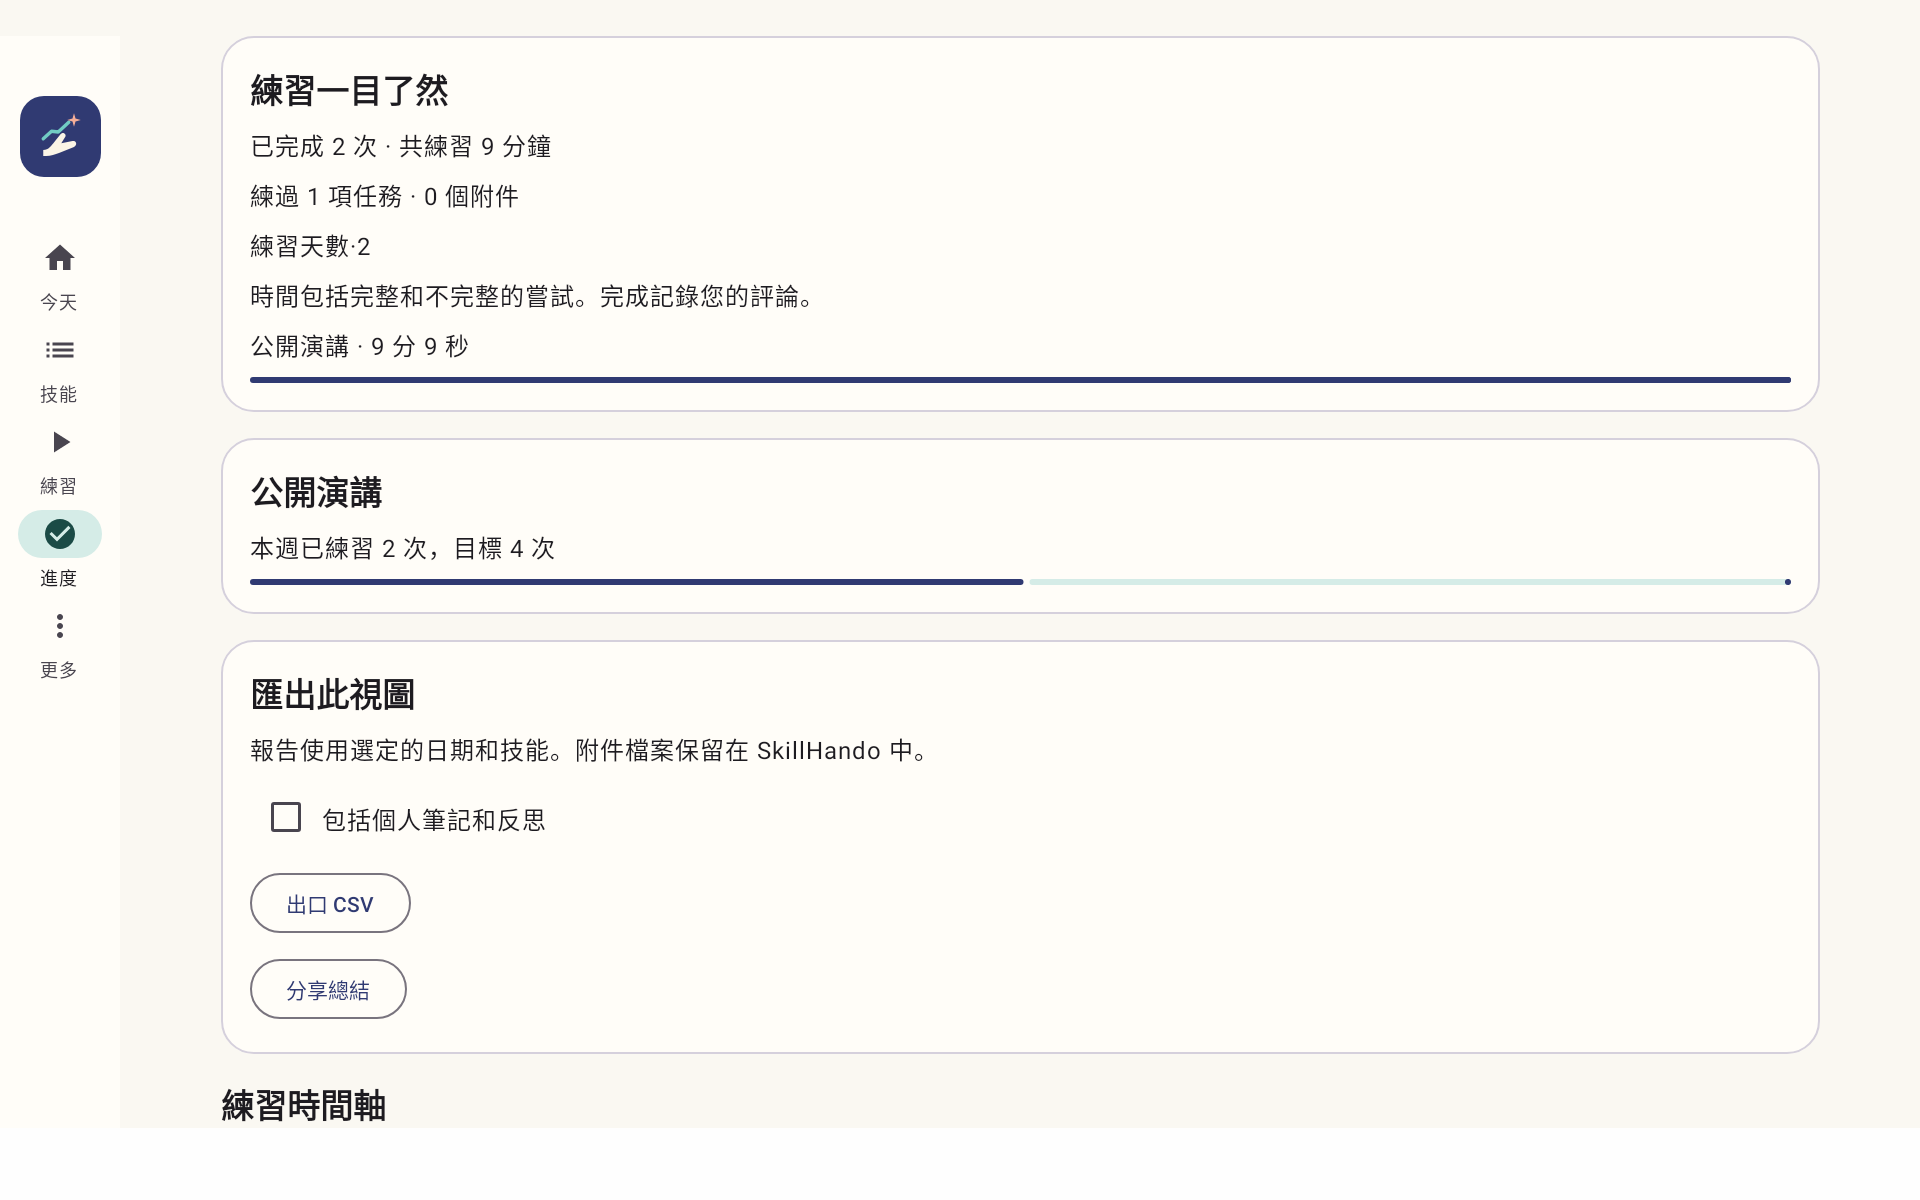 練習一目了然
已完成 2 次 · 共練習 9 分鐘
練過 1 項任務 · 0 個附件
練習天數·2
時間包括完整和不完整的嘗試。完成記錄您的評論。
公開演講 · 9 分 9 秒
今天
技能
練習
進度
更多
公開演講
本週已練習 2 次，目標 4 次
匯出此視圖
報告使用選定的日期和技能。附件檔案保留在 SkillHando 中。
包括個人筆記和反思
出口 CSV
分享總結
練習時間軸